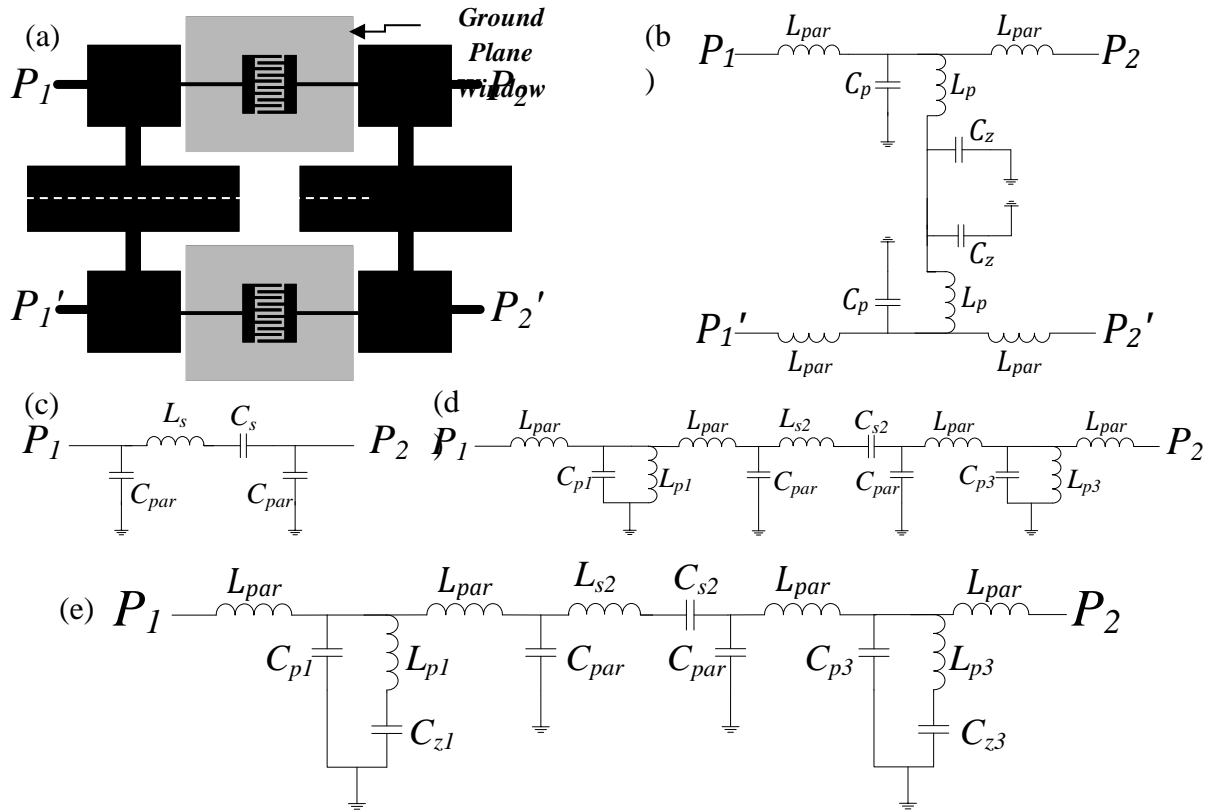 (a)
Ground
Plane
Window
P1
P2
P1'
P2'
(b
)
P1
Lpar
Lpar
P2
Cp
Lp
Cz
Cz
Cp
Lp
P1'
P2'
Lpar
Lpar
(c)
P1
Ls
Cs
P2
Cpar
Cpar
(d
)
P1
Lpar
Lpar
Ls2
Cs2
Lpar
Lpar
P2
Cp1
Lp1
Cpar
Cpar
Cp3
Lp3
(e)
P1
Lpar
Lpar
Ls2
Cs2
Lpar
Lpar
P2
Cp1
Lp1
Cpar
Cpar
Cp3
Lp3
Cz1
Cz3